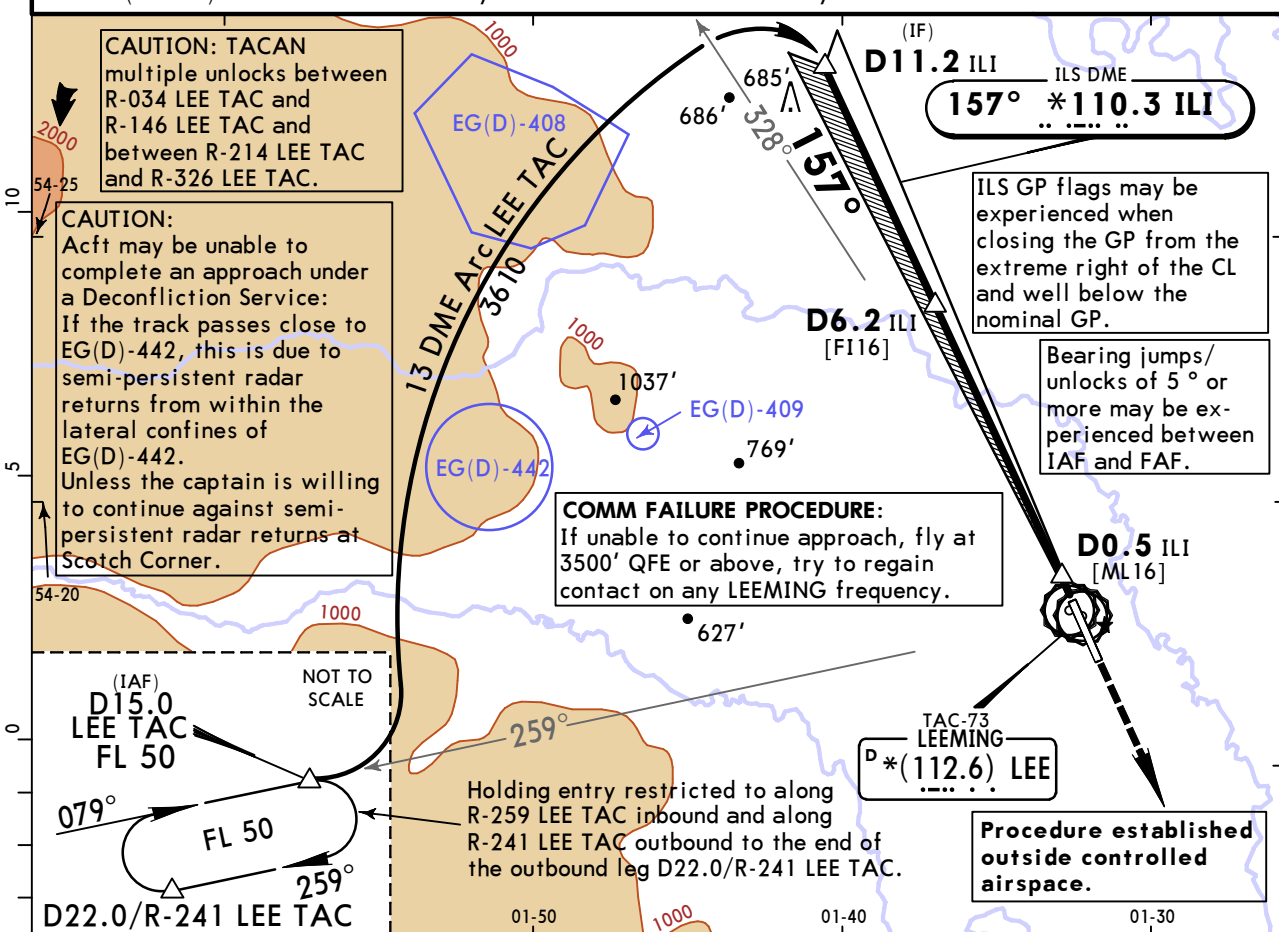 CAUTION: TACAN
multiple unlocks between
R-034 LEE TAC and
R-146 LEE TAC and
between R-214 LEE TAC
and R-326 LEE TAC.
2000
54-25
10
CAUTION:
Acft may be unable to
complete an approach under
a Deconfliction Service:
If the track passes close to
EG(D)-442, this is due to
semi-persistent radar
returns from within the
lateral confines of
EG(D)-442.
Unless the captain is willing
to continue against semi-
persistent radar returns at
Scotch Corner.
5
54-20
0
1000
EG(D)-408
13 DME Arc LEE TAC
3610
685'
686'
328°
157°
(IF)
D11.2 ILI
ILS DME
157° *110.3 ILI
ILS GP flags may be
experienced when
closing the GP from the
extreme right of the CL
and well below the
nominal GP.
D6.2 ILI
[FI16]
Bearing jumps/
unlocks of 5 ° or
more may be ex-
perienced between
IAF and FAF.
1000
1037'
EG(D)-409
769'
EG(D)-442
COMM FAILURE PROCEDURE:
If unable to continue approach, fly at
3500' QFE or above, try to regain
contact on any LEEMING frequency.
D0.5 ILI
[ML16]
627'
1000
(IAF)
D15.0
LEE TAC
FL 50
NOT TO
SCALE
079°
FL 50
259°
D22.0/R-241 LEE TAC
259°
Holding entry restricted to along
R-259 LEE TAC inbound and along
R-241 LEE TAC outbound to the end of
the outbound leg D22.0/R-241 LEE TAC.
TAC-73
LEEMING
D *(112.6) LEE
Procedure established
outside controlled
airspace.
1000
01-50
01-40
01-30